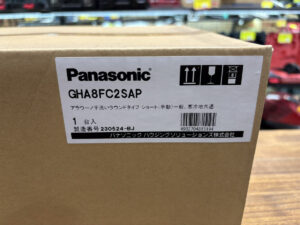 Panasonic
GHA8FC2SAP
アラウーノ手洗いラウンドタイプ ショート(手動)一般、寒冷地共通
1 台入
製造番号 230524-BJ
パナソニック ハウジングソリューションズ株式会社